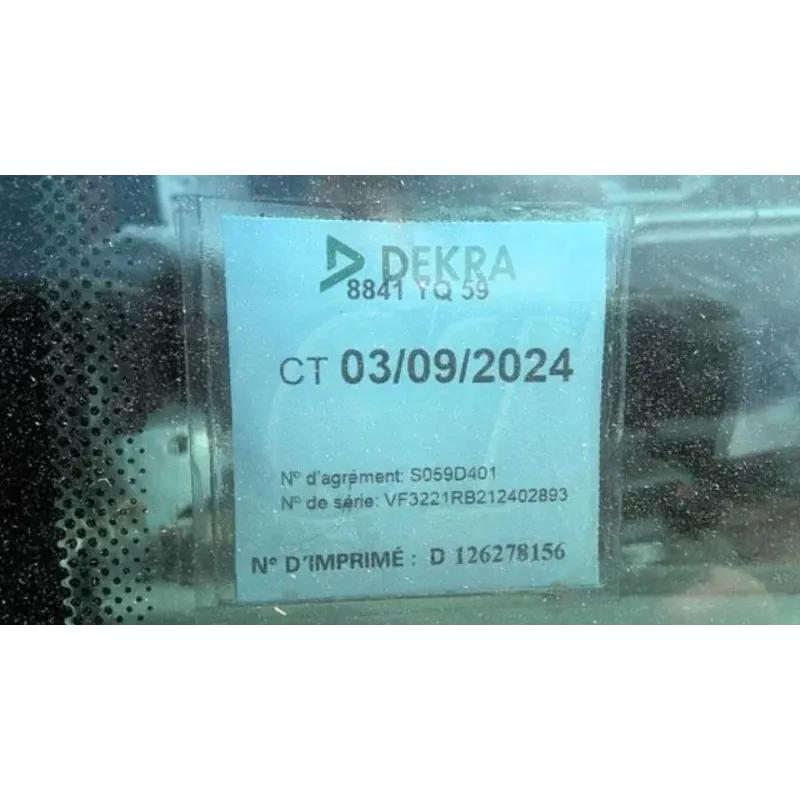 DEKRA
8841 YQ 59
CT 03/09/2024
N° d'agrément: S059D401
N° de série: VF3221RB212402893
N° D'IMPRIMÉ : D 126278156